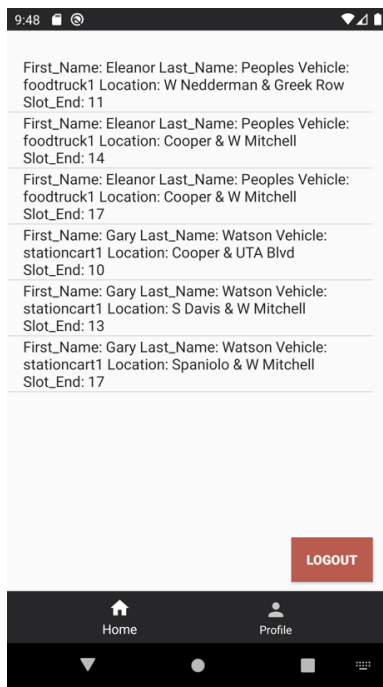 9:48
First_Name: Eleanor Last_Name: Peoples Vehicle:
foodtruck1 Location: W Nedderman & Greek Row
Slot_End: 11
First_Name: Eleanor Last_Name: Peoples Vehicle:
foodtruck1 Location: Cooper & W Mitchell
Slot_End: 14
First_Name: Eleanor Last_Name: Peoples Vehicle:
foodtruck1 Location: Cooper & W Mitchell
Slot_End: 17
First_Name: Gary Last_Name: Watson Vehicle:
stationcart1 Location: Cooper & UTA Blvd
Slot_End: 10
First_Name: Gary Last_Name: Watson Vehicle:
stationcart1 Location: S Davis & W Mitchell
Slot_End: 13
First_Name: Gary Last_Name: Watson Vehicle:
stationcart1 Location: Spaniolo & W Mitchell
Slot_End: 17
LOGOUT
Home
Profile